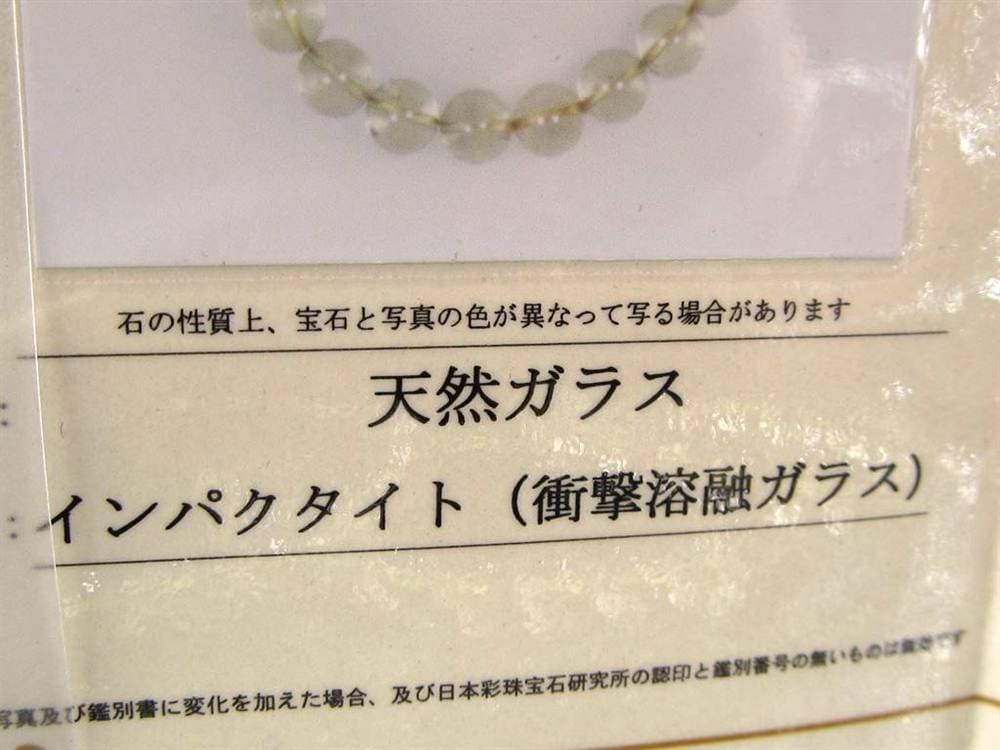 石の性質上、宝石と写真の色が異なって写る場合があります
: 天然ガラス
: インパクタイト（衝撃溶融ガラス）
写真及び鑑別書に変化を加えた場合、及び日本彩珠宝石研究所の認印と鑑別番号の無いものは無効です